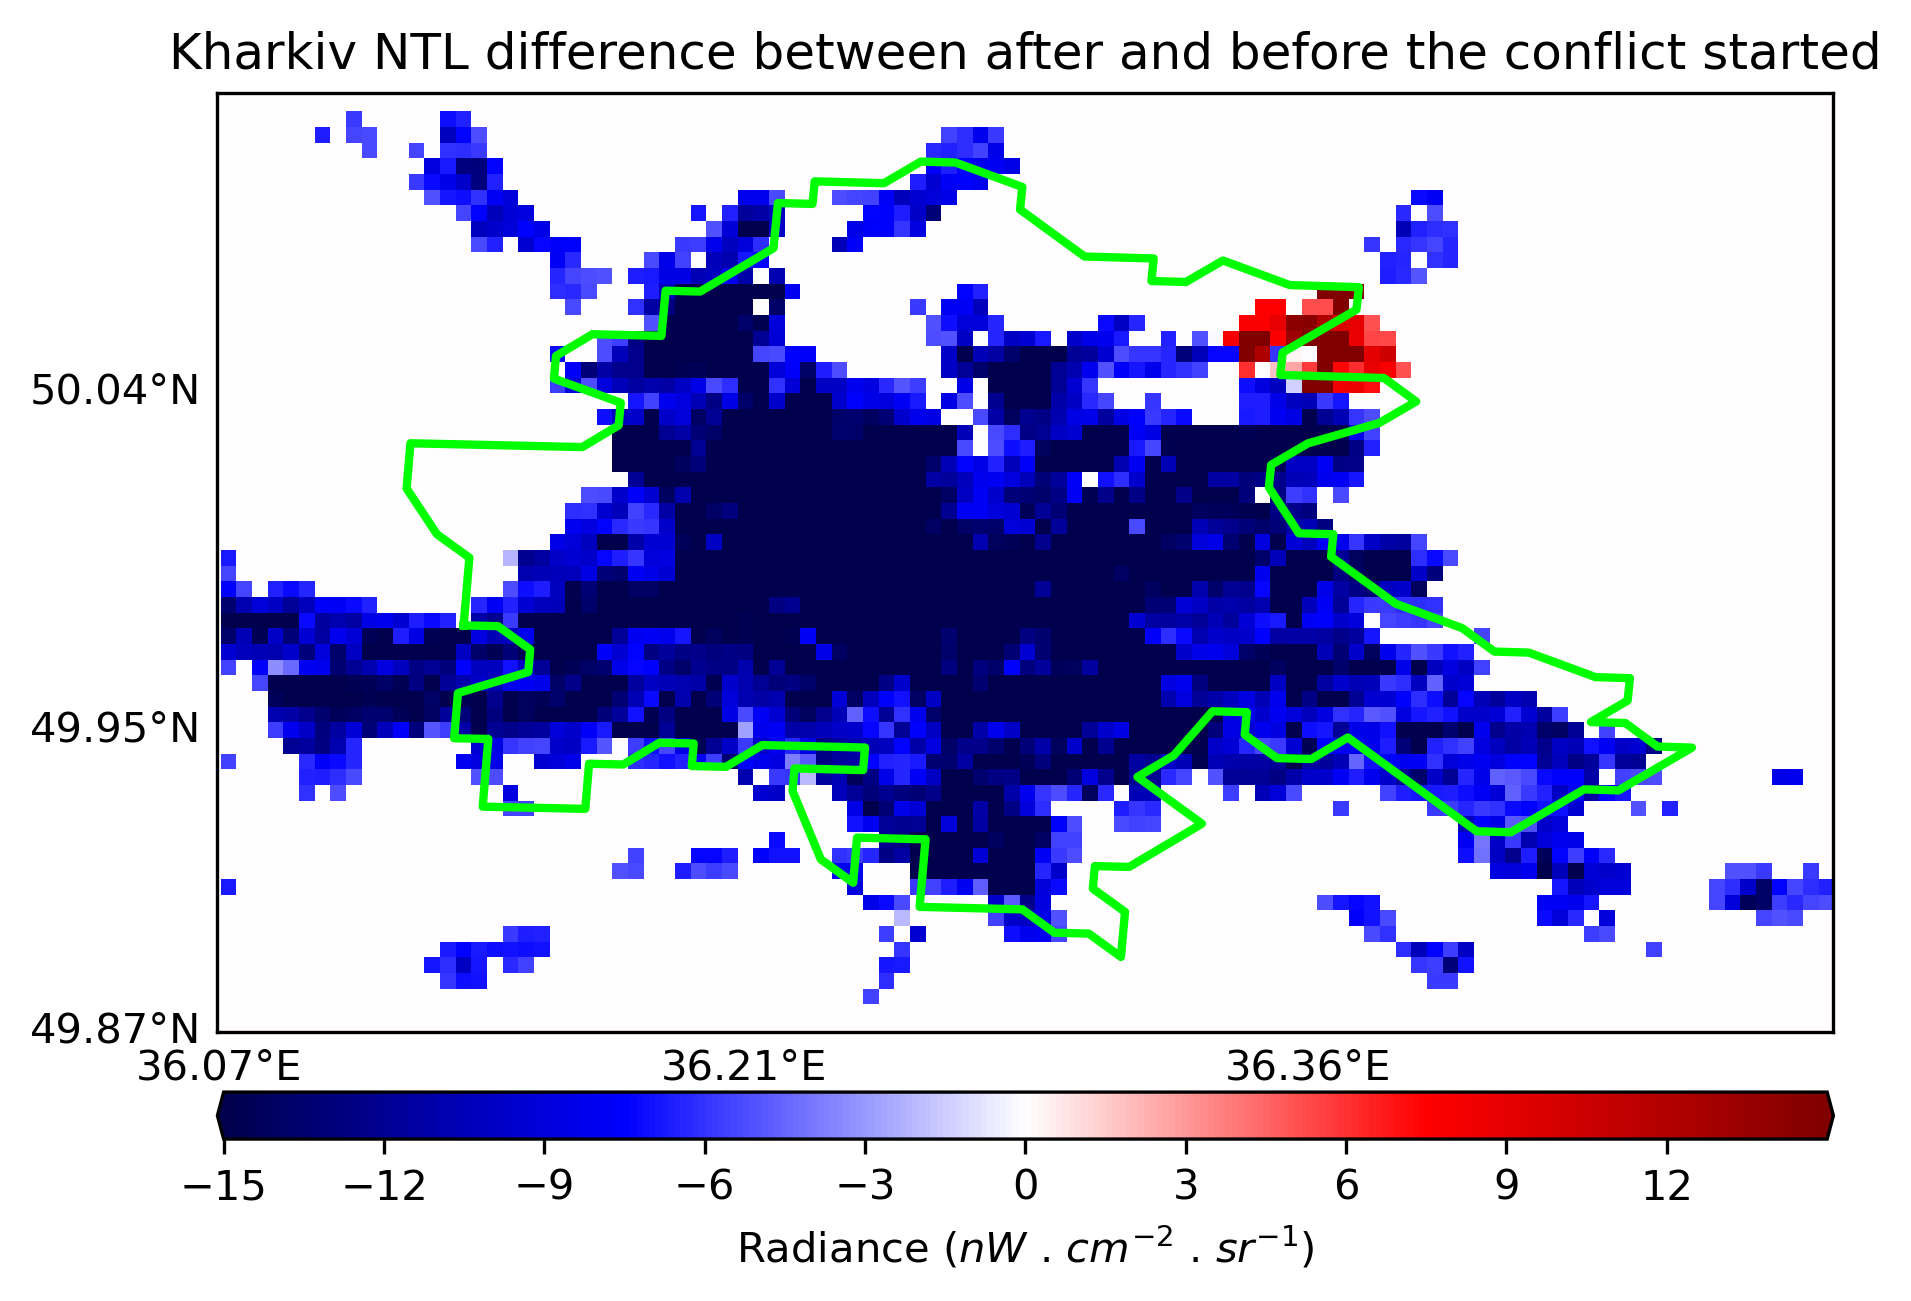 Kharkiv NTL difference between after and before the conflict started
50.04°N
49.95°N
49.87°N
36.07°E 36.21°E 36.36°E
−15 −12 −9 −6 −3 0 3 6 9 12
Radiance (nW . cm⁻² . sr⁻¹)